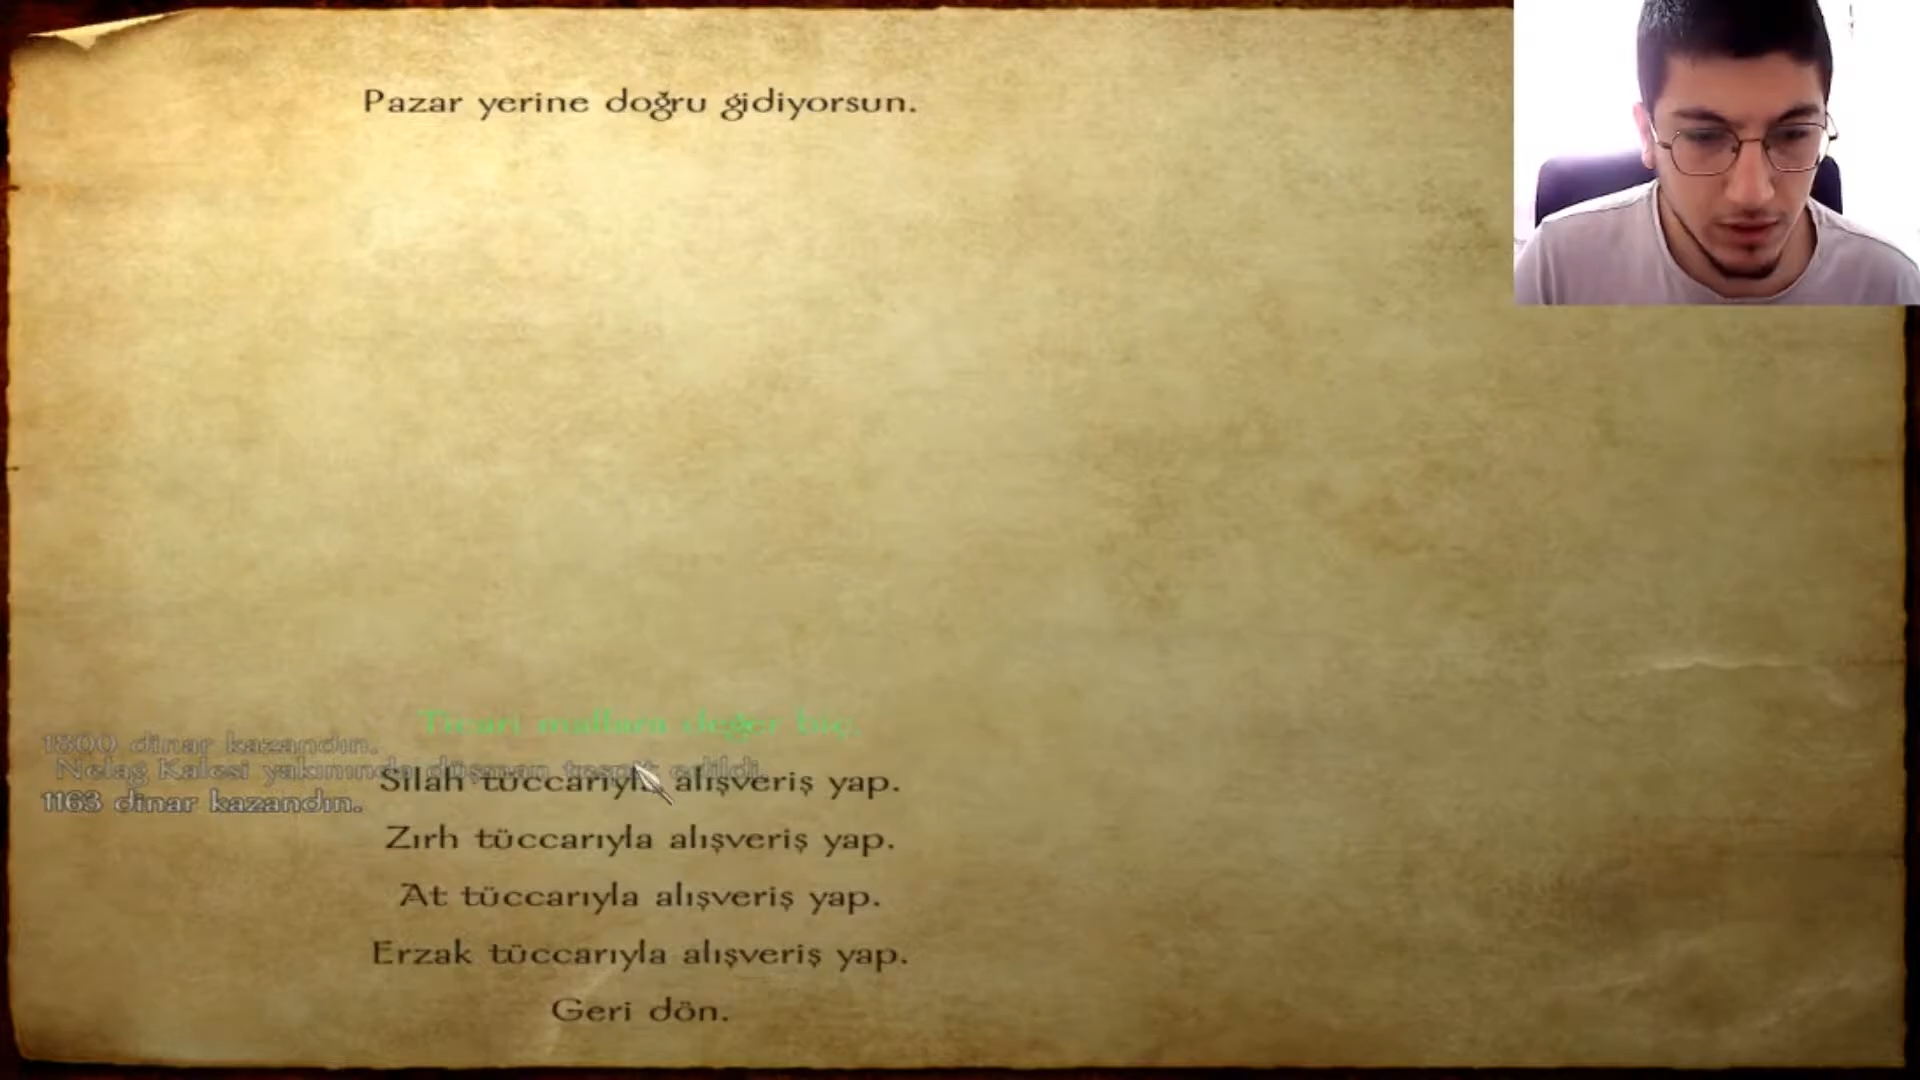 Pazar yerine doğru gidiyorsun.
Ticari mallara değer biç.
1800 dinar kazandın.
Nelag Kalesi yakınında düşman tespit edildi.
Silah tüccarıyla alışveriş yap.
1163 dinar kazandın.
Zırh tüccarıyla alışveriş yap.
At tüccarıyla alışveriş yap.
Erzak tüccarıyla alışveriş yap.
Geri dön.